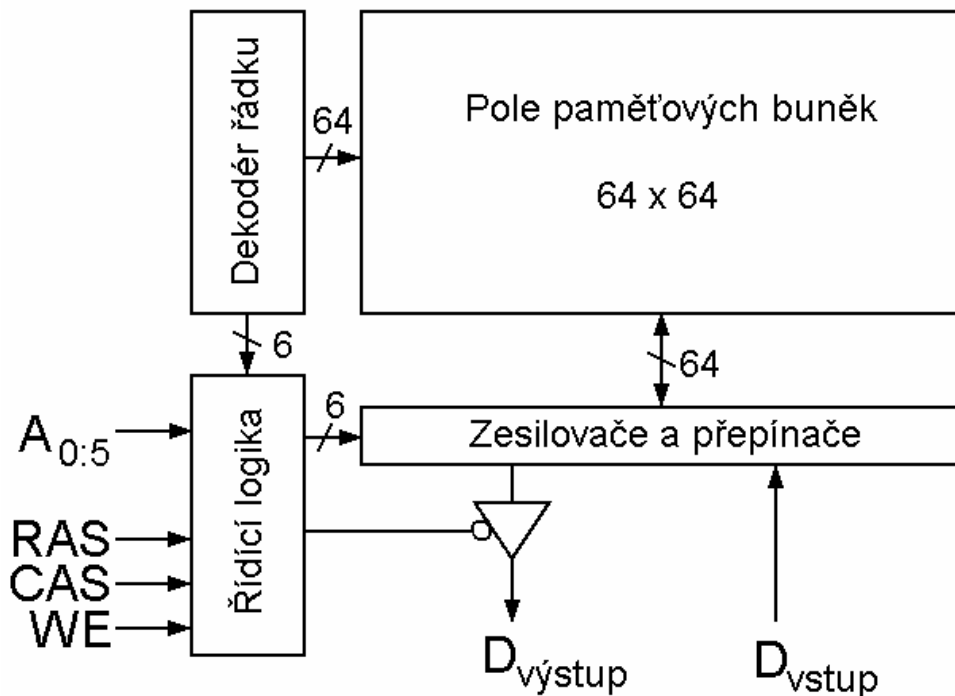 Dekodér řádku
64
Pole paměťových buněk
64 x 64
6
64
A0:5
RAS
CAS
WE
Řídící logika
6
Zesilovače a přepínače
Dvýstup
Dvstup